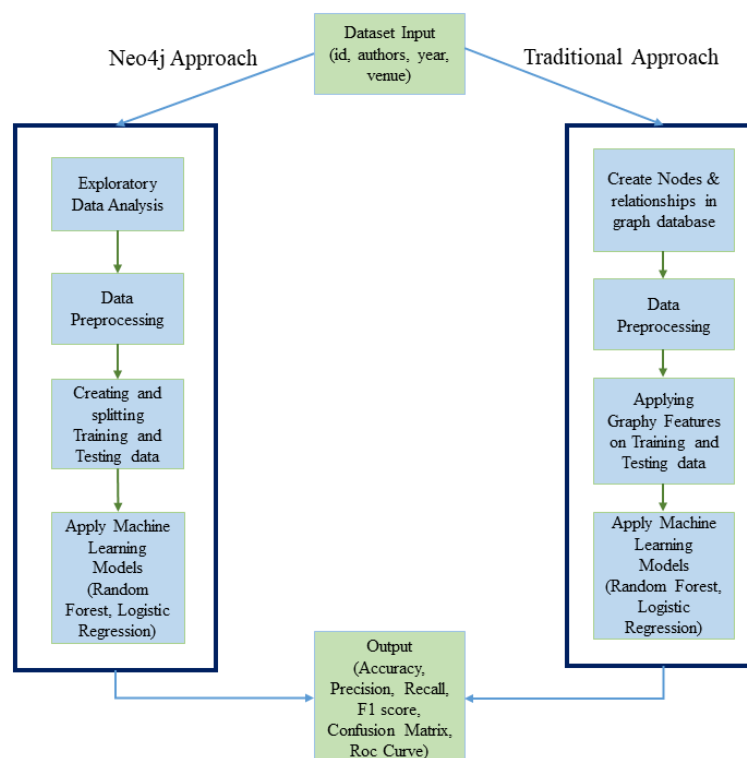 Dataset Input
(id, authors, year,
venue)
Neo4j Approach
Traditional Approach
Exploratory
Data Analysis
Data
Preprocessing
Creating and
splitting
Training and
Testing data
Apply Machine
Learning
Models
(Random
Forest, Logistic
Regression)
Create Nodes &
relationships in
graph database
Data
Preprocessing
Applying
Graphy Features
on Training and
Testing data
Apply Machine
Learning
Models
(Random Forest,
Logistic
Regression)
Output
(Accuracy,
Precision, Recall,
F1 score,
Confusion Matrix,
Roc Curve)